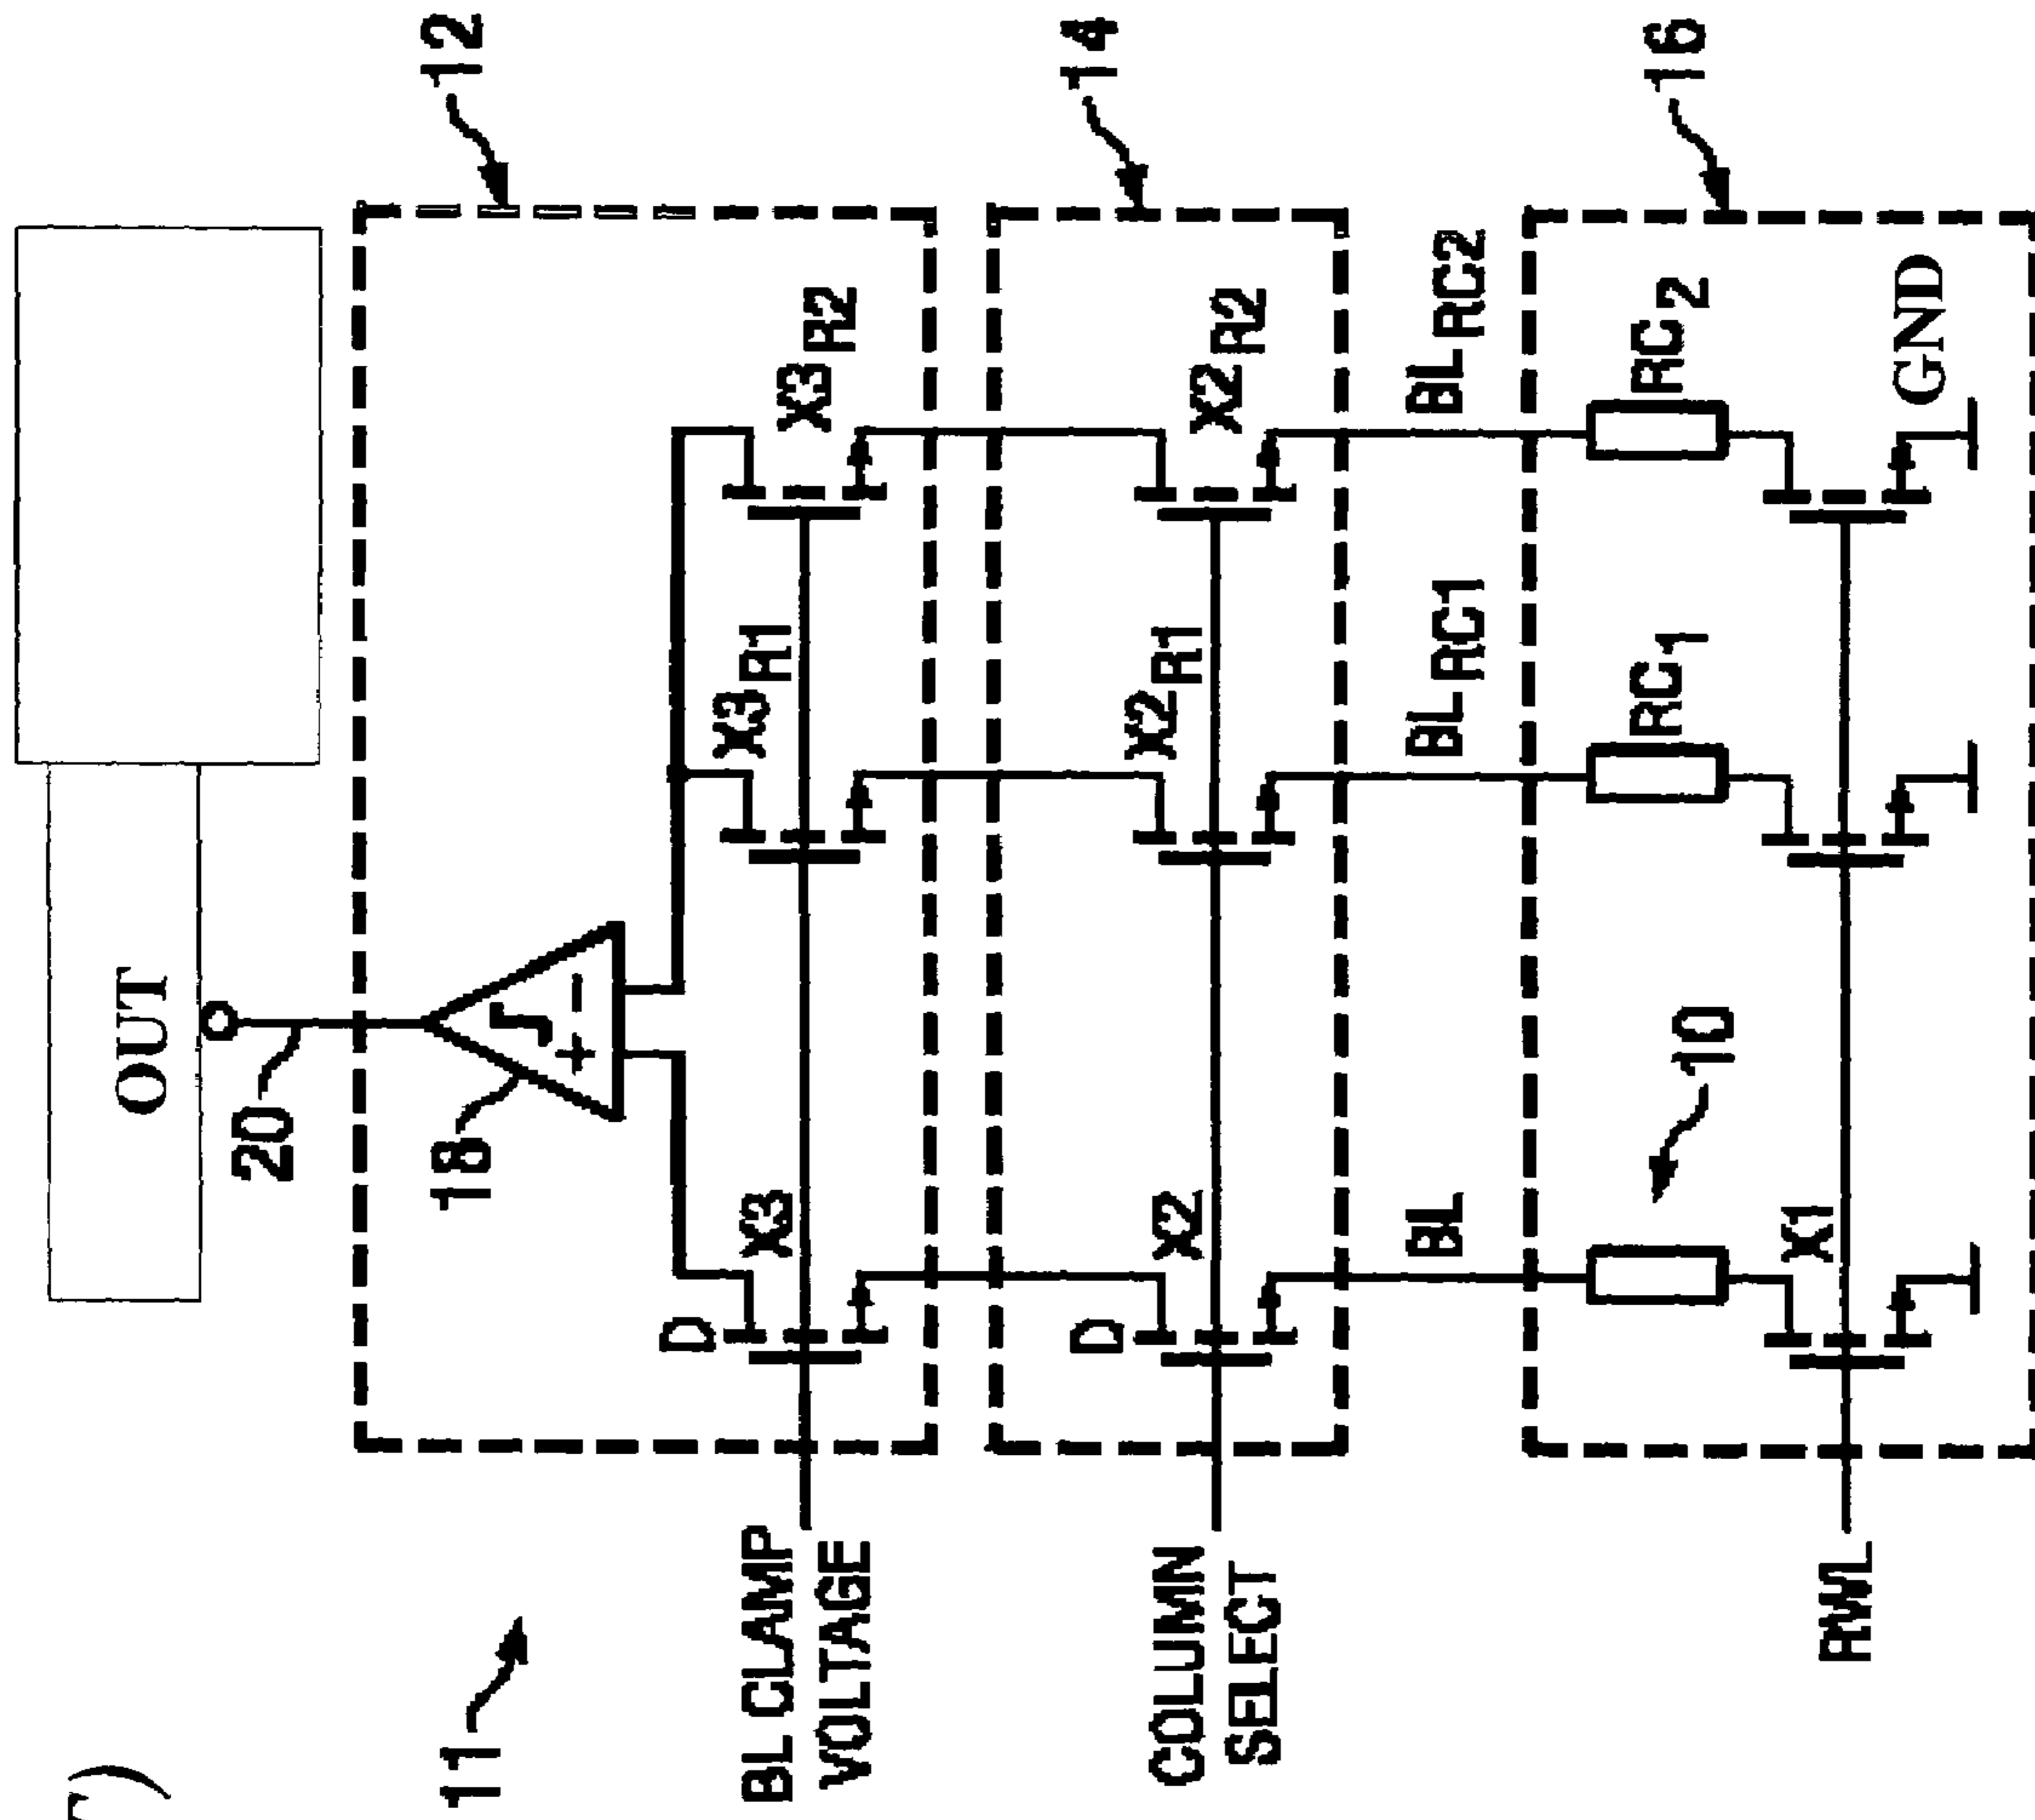 OUT
20
12
18
5
+ -
11
D
X3
X3R1
X3R2
BL CLAMP
VOLTAGE
14
D
X2
X2R1
X2R2
COLUMN
SELECT
BL
BLRC1
BLRC2
16
10
RC1
RC2
X1
GND
RWL